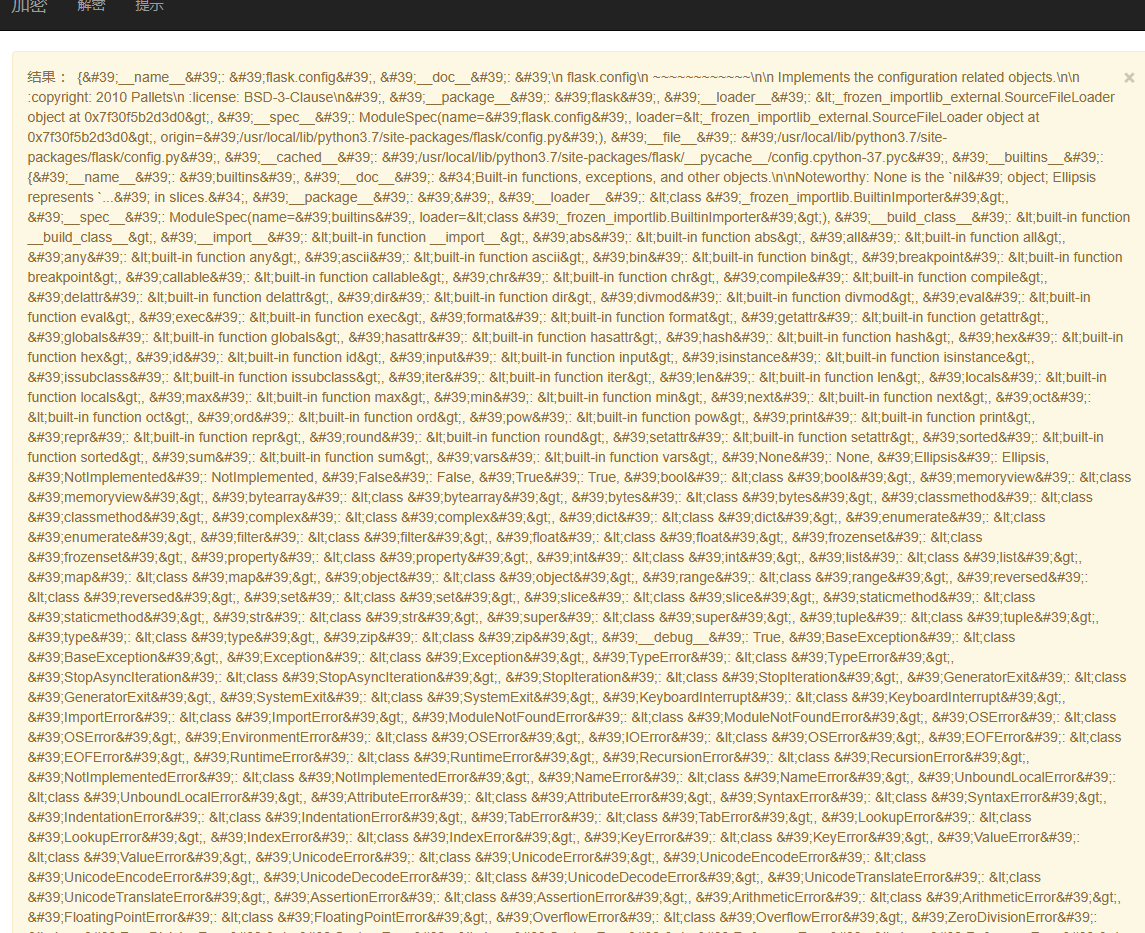 加密 解密 提示
结果 ： {&#39;__name__&#39;: &#39;flask.config&#39;, &#39;__doc__&#39;: &#39;\n flask.config\n ~~~~~~~~~~~~\n\n Implements the configuration related objects.\n\n ×
:copyright: 2010 Pallets\n :license: BSD-3-Clause\n&#39;, &#39;__package__&#39;: &#39;flask&#39;, &#39;__loader__&#39;: &lt;_frozen_importlib_external.SourceFileLoader
object at 0x7f30f5b2d3d0&gt;, &#39;__spec__&#39;: ModuleSpec(name=&#39;flask.config&#39;, loader=&lt;_frozen_importlib_external.SourceFileLoader object at
0x7f30f5b2d3d0&gt;, origin=&#39;/usr/local/lib/python3.7/site-packages/flask/config.py&#39;), &#39;__file__&#39;: &#39;/usr/local/lib/python3.7/site-
packages/flask/config.py&#39;, &#39;__cached__&#39;: &#39;/usr/local/lib/python3.7/site-packages/flask/__pycache__/config.cpython-37.pyc&#39;, &#39;__builtins__&#39;:
{&#39;__name__&#39;: &#39;builtins&#39;, &#39;__doc__&#39;: &#34;Built-in functions, exceptions, and other objects.\n\nNoteworthy: None is the `nil&#39; object; Ellipsis
represents `...&#39; in slices.&#34;, &#39;__package__&#39;: &#39;&#39;, &#39;__loader__&#39;: &lt;class &#39;_frozen_importlib.BuiltinImporter&#39;&gt;,
&#39;__spec__&#39;: ModuleSpec(name=&#39;builtins&#39;, loader=&lt;class &#39;_frozen_importlib.BuiltinImporter&#39;&gt;), &#39;__build_class__&#39;: &lt;built-in function
__build_class__&gt;, &#39;__import__&#39;: &lt;built-in function __import__&gt;, &#39;abs&#39;: &lt;built-in function abs&gt;, &#39;all&#39;: &lt;built-in function all&gt;,
&#39;any&#39;: &lt;built-in function any&gt;, &#39;ascii&#39;: &lt;built-in function ascii&gt;, &#39;bin&#39;: &lt;built-in function bin&gt;, &#39;breakpoint&#39;: &lt;built-in function
breakpoint&gt;, &#39;callable&#39;: &lt;built-in function callable&gt;, &#39;chr&#39;: &lt;built-in function chr&gt;, &#39;compile&#39;: &lt;built-in function compile&gt;,
&#39;delattr&#39;: &lt;built-in function delattr&gt;, &#39;dir&#39;: &lt;built-in function dir&gt;, &#39;divmod&#39;: &lt;built-in function divmod&gt;, &#39;eval&#39;: &lt;built-in
function eval&gt;, &#39;exec&#39;: &lt;built-in function exec&gt;, &#39;format&#39;: &lt;built-in function format&gt;, &#39;getattr&#39;: &lt;built-in function getattr&gt;,
&#39;globals&#39;: &lt;built-in function globals&gt;, &#39;hasattr&#39;: &lt;built-in function hasattr&gt;, &#39;hash&#39;: &lt;built-in function hash&gt;, &#39;hex&#39;: &lt;built-in
function hex&gt;, &#39;id&#39;: &lt;built-in function id&gt;, &#39;input&#39;: &lt;built-in function input&gt;, &#39;isinstance&#39;: &lt;built-in function isinstance&gt;,
&#39;issubclass&#39;: &lt;built-in function issubclass&gt;, &#39;iter&#39;: &lt;built-in function iter&gt;, &#39;len&#39;: &lt;built-in function len&gt;, &#39;locals&#39;: &lt;built-in
function locals&gt;, &#39;max&#39;: &lt;built-in function max&gt;, &#39;min&#39;: &lt;built-in function min&gt;, &#39;next&#39;: &lt;built-in function next&gt;, &#39;oct&#39;:
&lt;built-in function oct&gt;, &#39;ord&#39;: &lt;built-in function ord&gt;, &#39;pow&#39;: &lt;built-in function pow&gt;, &#39;print&#39;: &lt;built-in function print&gt;,
&#39;repr&#39;: &lt;built-in function repr&gt;, &#39;round&#39;: &lt;built-in function round&gt;, &#39;setattr&#39;: &lt;built-in function setattr&gt;, &#39;sorted&#39;: &lt;built-in
function sorted&gt;, &#39;sum&#39;: &lt;built-in function sum&gt;, &#39;vars&#39;: &lt;built-in function vars&gt;, &#39;None&#39;: None, &#39;Ellipsis&#39;: Ellipsis,
&#39;NotImplemented&#39;: NotImplemented, &#39;False&#39;: False, &#39;True&#39;: True, &#39;bool&#39;: &lt;class &#39;bool&#39;&gt;, &#39;memoryview&#39;: &lt;class
&#39;memoryview&#39;&gt;, &#39;bytearray&#39;: &lt;class &#39;bytearray&#39;&gt;, &#39;bytes&#39;: &lt;class &#39;bytes&#39;&gt;, &#39;classmethod&#39;: &lt;class
&#39;classmethod&#39;&gt;, &#39;complex&#39;: &lt;class &#39;complex&#39;&gt;, &#39;dict&#39;: &lt;class &#39;dict&#39;&gt;, &#39;enumerate&#39;: &lt;class
&#39;enumerate&#39;&gt;, &#39;filter&#39;: &lt;class &#39;filter&#39;&gt;, &#39;float&#39;: &lt;class &#39;float&#39;&gt;, &#39;frozenset&#39;: &lt;class
&#39;frozenset&#39;&gt;, &#39;property&#39;: &lt;class &#39;property&#39;&gt;, &#39;int&#39;: &lt;class &#39;int&#39;&gt;, &#39;list&#39;: &lt;class &#39;list&#39;&gt;,
&#39;map&#39;: &lt;class &#39;map&#39;&gt;, &#39;object&#39;: &lt;class &#39;object&#39;&gt;, &#39;range&#39;: &lt;class &#39;range&#39;&gt;, &#39;reversed&#39;:
&lt;class &#39;reversed&#39;&gt;, &#39;set&#39;: &lt;class &#39;set&#39;&gt;, &#39;slice&#39;: &lt;class &#39;slice&#39;&gt;, &#39;staticmethod&#39;: &lt;class
&#39;staticmethod&#39;&gt;, &#39;str&#39;: &lt;class &#39;str&#39;&gt;, &#39;super&#39;: &lt;class &#39;super&#39;&gt;, &#39;tuple&#39;: &lt;class &#39;tuple&#39;&gt;,
&#39;type&#39;: &lt;class &#39;type&#39;&gt;, &#39;zip&#39;: &lt;class &#39;zip&#39;&gt;, &#39;__debug__&#39;: True, &#39;BaseException&#39;: &lt;class
&#39;BaseException&#39;&gt;, &#39;Exception&#39;: &lt;class &#39;Exception&#39;&gt;, &#39;TypeError&#39;: &lt;class &#39;TypeError&#39;&gt;,
&#39;StopAsyncIteration&#39;: &lt;class &#39;StopAsyncIteration&#39;&gt;, &#39;StopIteration&#39;: &lt;class &#39;StopIteration&#39;&gt;, &#39;GeneratorExit&#39;: &lt;class
&#39;GeneratorExit&#39;&gt;, &#39;SystemExit&#39;: &lt;class &#39;SystemExit&#39;&gt;, &#39;KeyboardInterrupt&#39;: &lt;class &#39;KeyboardInterrupt&#39;&gt;,
&#39;ImportError&#39;: &lt;class &#39;ImportError&#39;&gt;, &#39;ModuleNotFoundError&#39;: &lt;class &#39;ModuleNotFoundError&#39;&gt;, &#39;OSError&#39;: &lt;class
&#39;OSError&#39;&gt;, &#39;EnvironmentError&#39;: &lt;class &#39;OSError&#39;&gt;, &#39;IOError&#39;: &lt;class &#39;OSError&#39;&gt;, &#39;EOFError&#39;: &lt;class
&#39;EOFError&#39;&gt;, &#39;RuntimeError&#39;: &lt;class &#39;RuntimeError&#39;&gt;, &#39;RecursionError&#39;: &lt;class &#39;RecursionError&#39;&gt;,
&#39;NotImplementedError&#39;: &lt;class &#39;NotImplementedError&#39;&gt;, &#39;NameError&#39;: &lt;class &#39;NameError&#39;&gt;, &#39;UnboundLocalError&#39;:
&lt;class &#39;UnboundLocalError&#39;&gt;, &#39;AttributeError&#39;: &lt;class &#39;AttributeError&#39;&gt;, &#39;SyntaxError&#39;: &lt;class &#39;SyntaxError&#39;&gt;,
&#39;IndentationError&#39;: &lt;class &#39;IndentationError&#39;&gt;, &#39;TabError&#39;: &lt;class &#39;TabError&#39;&gt;, &#39;LookupError&#39;: &lt;class
&#39;LookupError&#39;&gt;, &#39;IndexError&#39;: &lt;class &#39;IndexError&#39;&gt;, &#39;KeyError&#39;: &lt;class &#39;KeyError&#39;&gt;, &#39;ValueError&#39;:
&lt;class &#39;ValueError&#39;&gt;, &#39;UnicodeError&#39;: &lt;class &#39;UnicodeError&#39;&gt;, &#39;UnicodeEncodeError&#39;: &lt;class
&#39;UnicodeEncodeError&#39;&gt;, &#39;UnicodeDecodeError&#39;: &lt;class &#39;UnicodeDecodeError&#39;&gt;, &#39;UnicodeTranslateError&#39;: &lt;class
&#39;UnicodeTranslateError&#39;&gt;, &#39;AssertionError&#39;: &lt;class &#39;AssertionError&#39;&gt;, &#39;ArithmeticError&#39;: &lt;class &#39;ArithmeticError&#39;&gt;,
&#39;FloatingPointError&#39;: &lt;class &#39;FloatingPointError&#39;&gt;, &#39;OverflowError&#39;: &lt;class &#39;OverflowError&#39;&gt;, &#39;ZeroDivisionError&#39;: